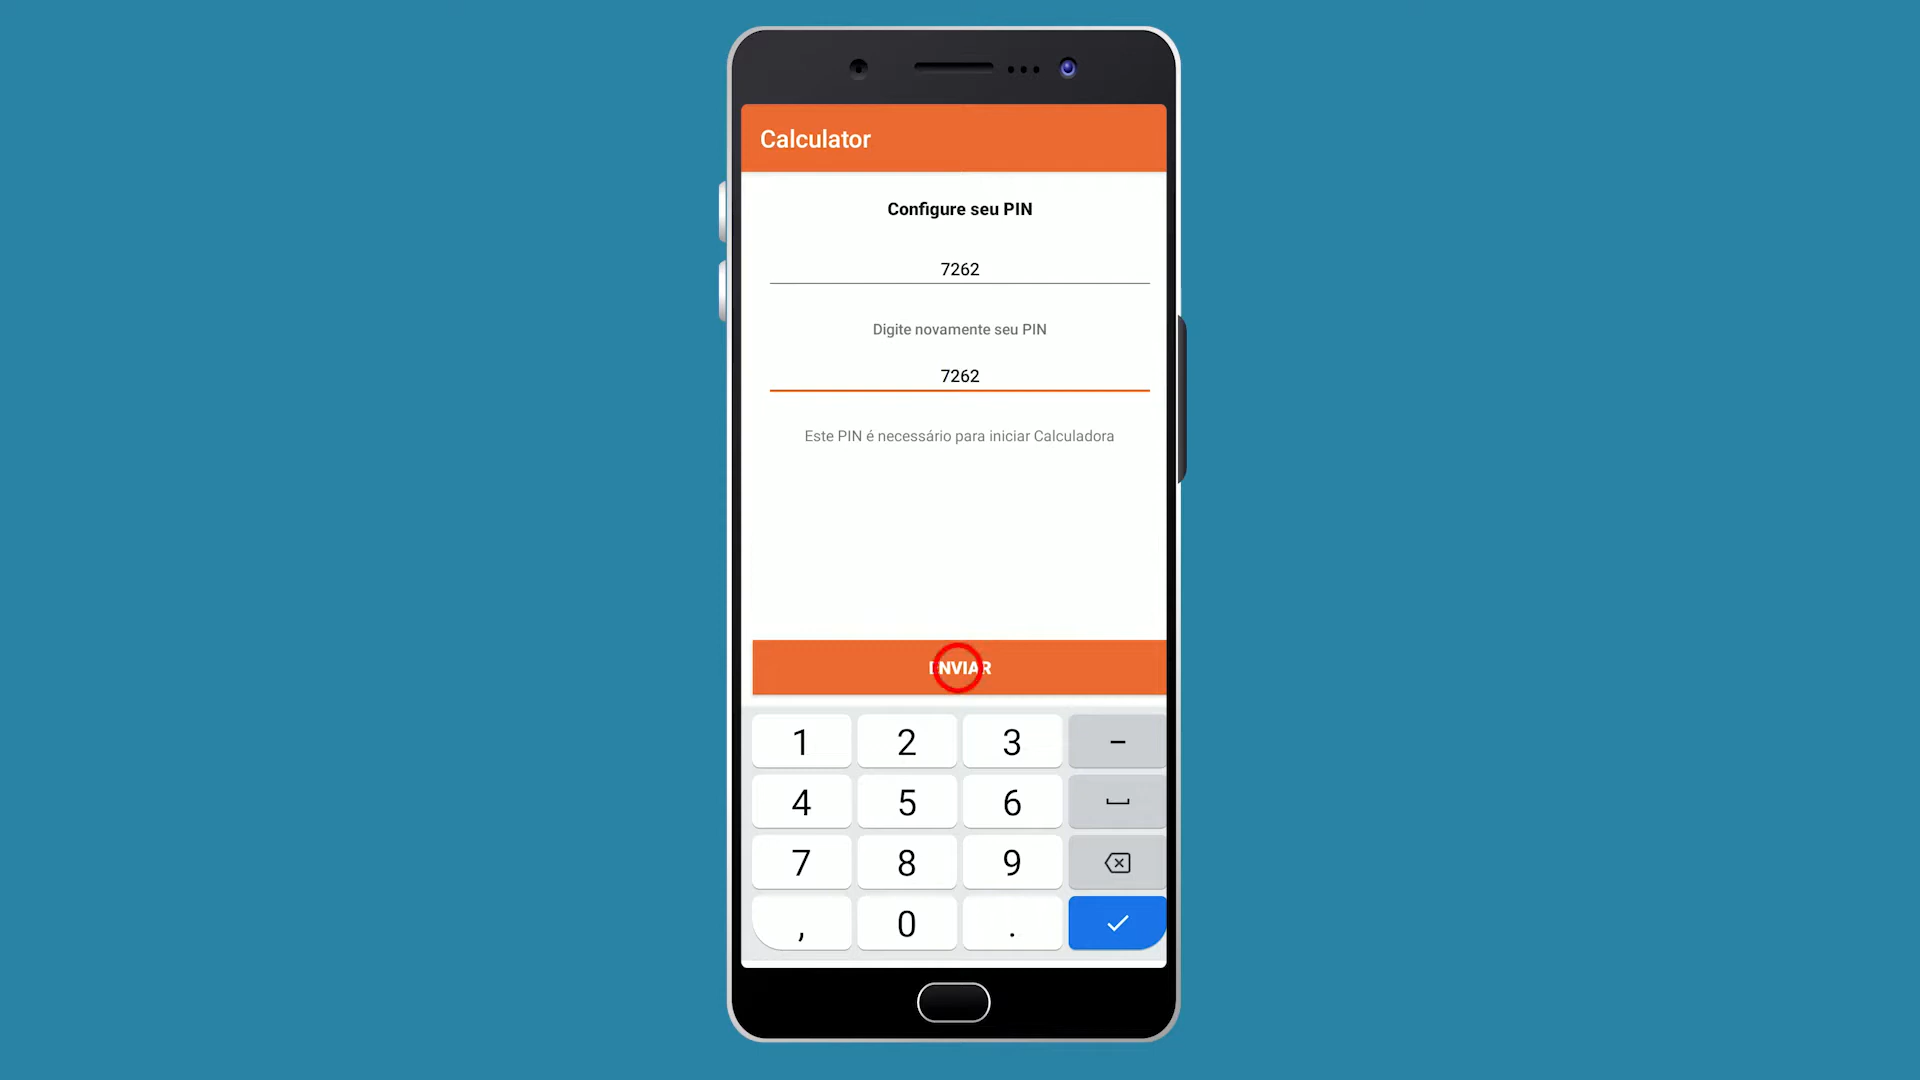 Calculator
Configure seu PIN
7262
Digite novamente seu PIN
7262
Este PIN é necessário para iniciar Calculadora
ENVIAR
1 2 3 -
4 5 6
7 8 9
, 0 .